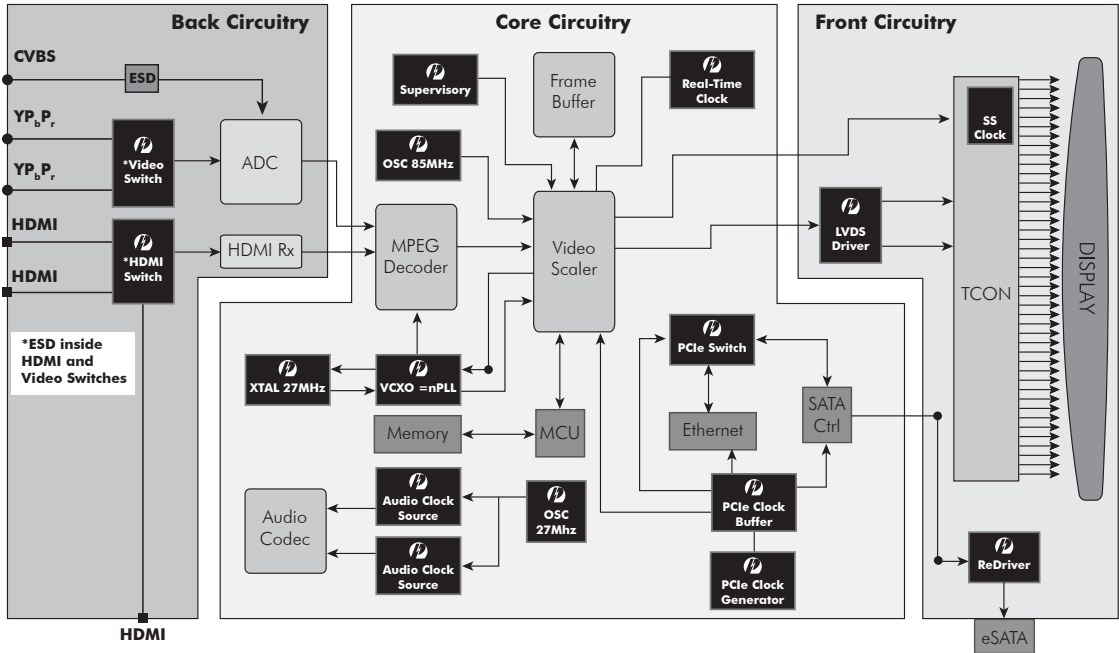 Back Circuitry
Core Circuitry
Front Circuitry
CVBS
ESD
YPbPr
*Video
Switch
ADC
YPbPr
HDMI
*HDMI
Switch
HDMI Rx
HDMI
*ESD inside
HDMI and
Video Switches
HDMI
Supervisory
Frame
Buffer
Real-Time
Clock
OSC 85MHz
MPEG
Decoder
Video
Scaler
XTAL 27MHz
VCXO =nPLL
PCIe Switch
Memory
MCU
Ethernet
SATA
Ctrl
Audio
Codec
Audio Clock
Source
OSC
27Mhz
Audio Clock
Source
PCIe Clock
Buffer
PCIe Clock
Generator
SS
Clock
LVDS
Driver
TCON
DISPLAY
ReDriver
eSATA